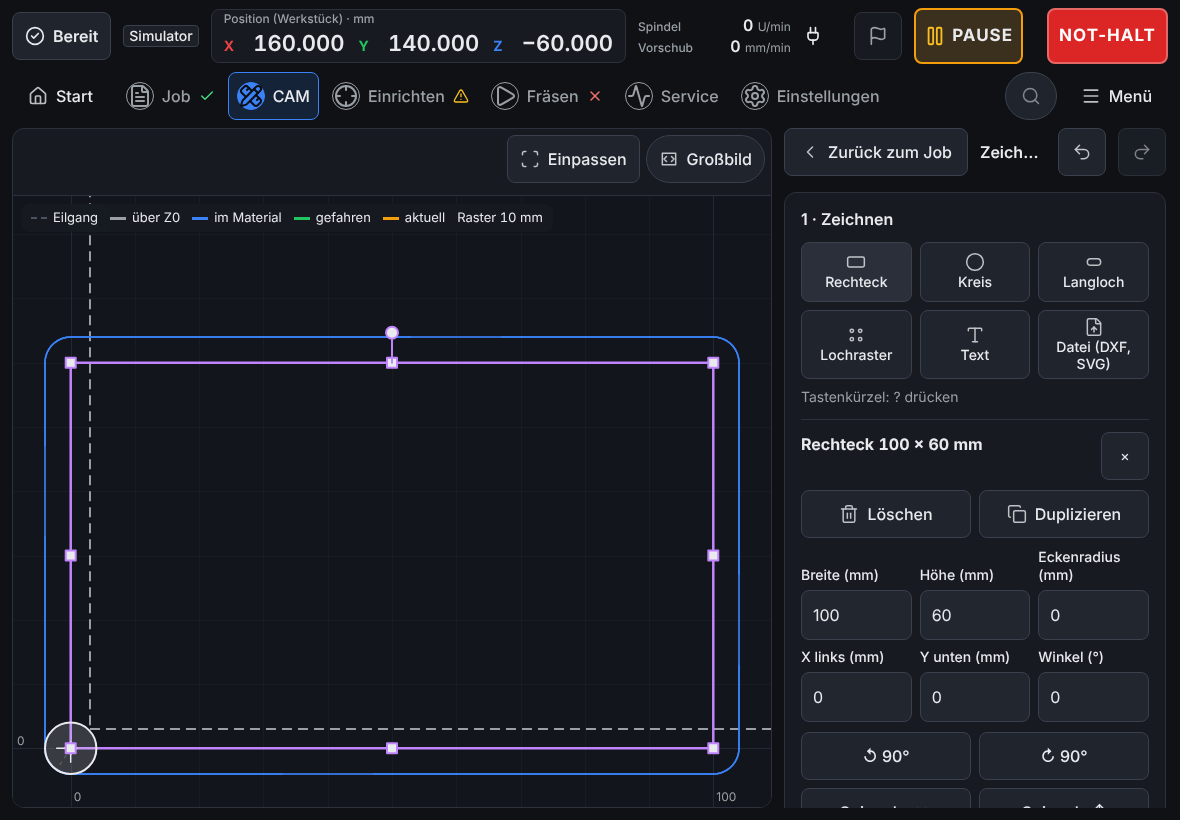 Bereit
Simulator
Position (Werkstück) · mm
X 160.000 Y 140.000 Z −60.000
Spindel 0 U/min
Vorschub 0 mm/min
PAUSE
NOT-HALT
Start
Job
CAM
Einrichten
Fräsen
Service
Einstellungen
Menü
Einpassen
Großbild
Zurück zum Job
Zeich…
Eilgang über Z0 im Material gefahren aktuell Raster 10 mm
0
0
100
1 · Zeichnen
Rechteck
Kreis
Langloch
Lochraster
Text
Datei (DXF,
SVG)
Tastenkürzel: ? drücken
Rechteck 100 × 60 mm
×
Löschen
Duplizieren
Breite (mm)
Höhe (mm)
Eckenradius
(mm)
100
60
0
X links (mm)
Y unten (mm)
Winkel (°)
0
0
0
90°
90°